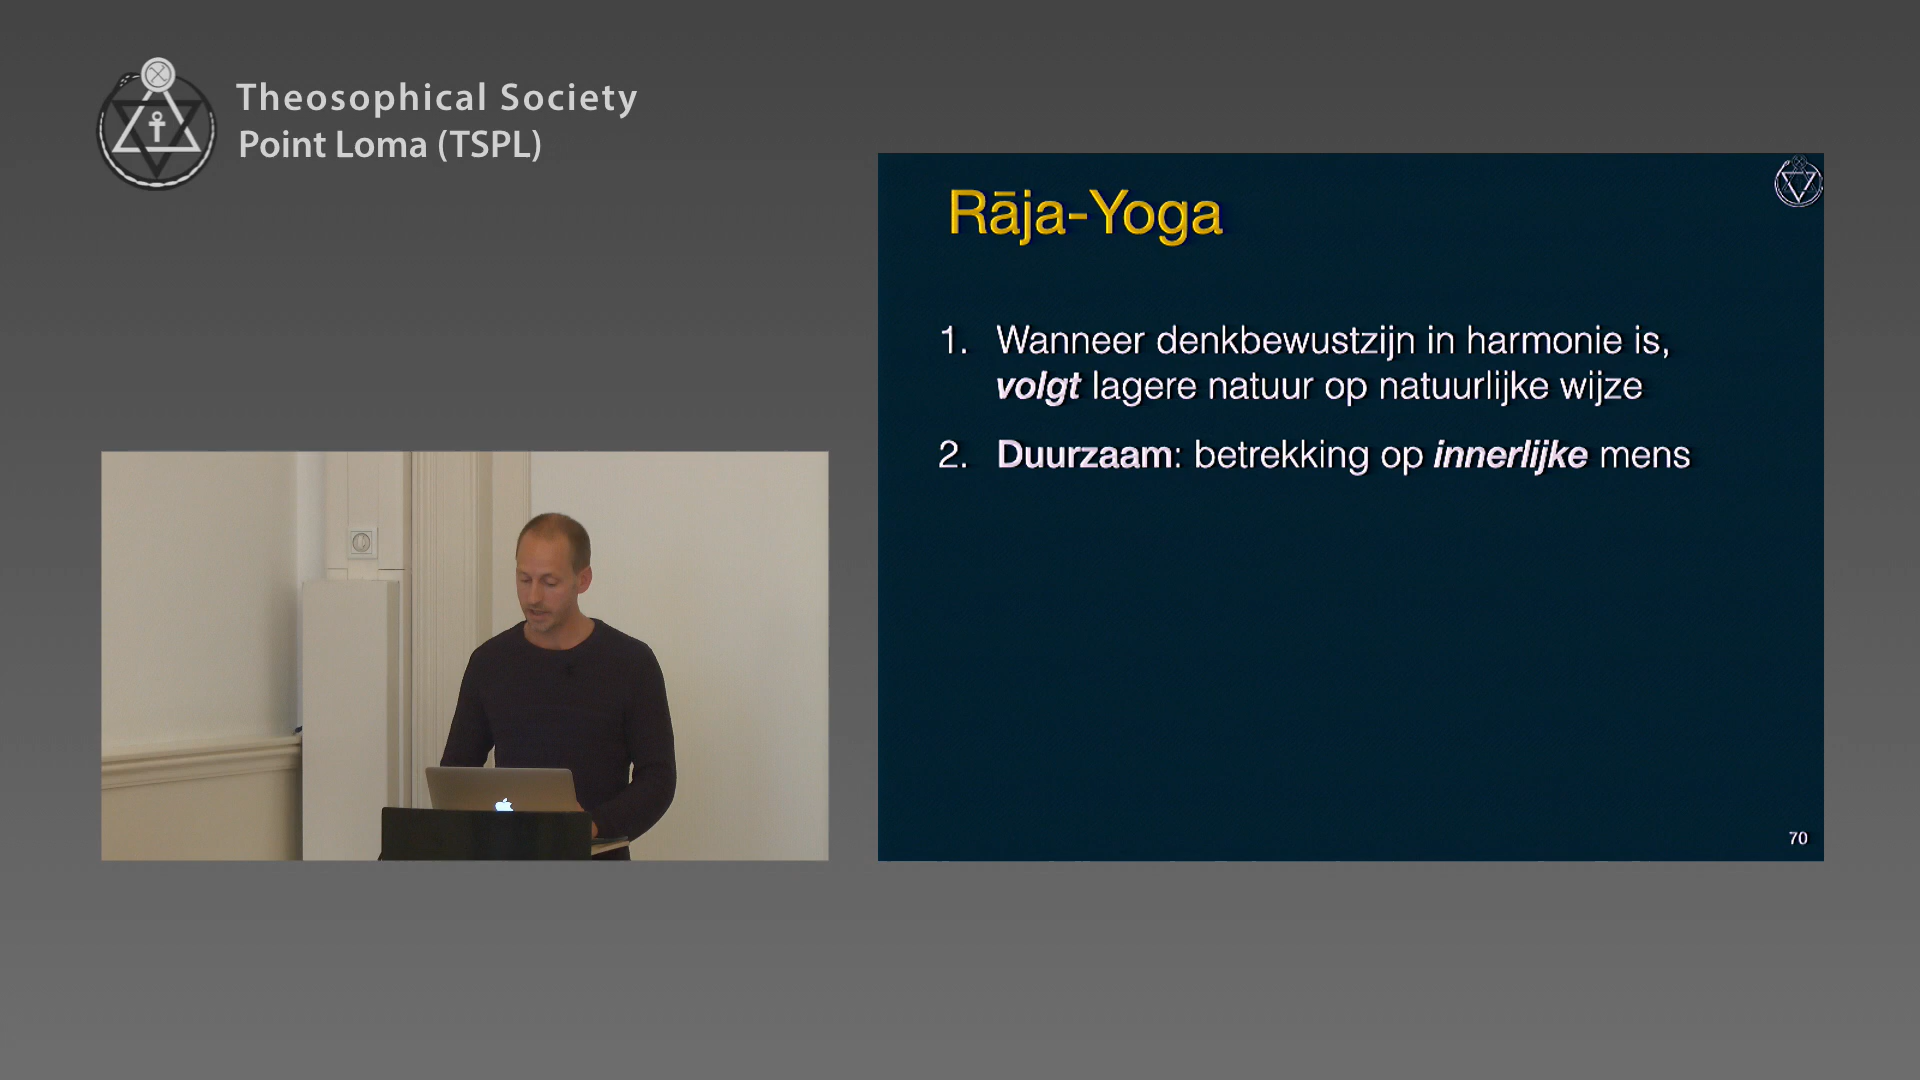 Theosophical Society
Point Loma (TSPL)
Rāja-Yoga
1. Wanneer denkbewustzijn in harmonie is,
volgt lagere natuur op natuurlijke wijze
2. Duurzaam: betrekking op innerlijke mens
70